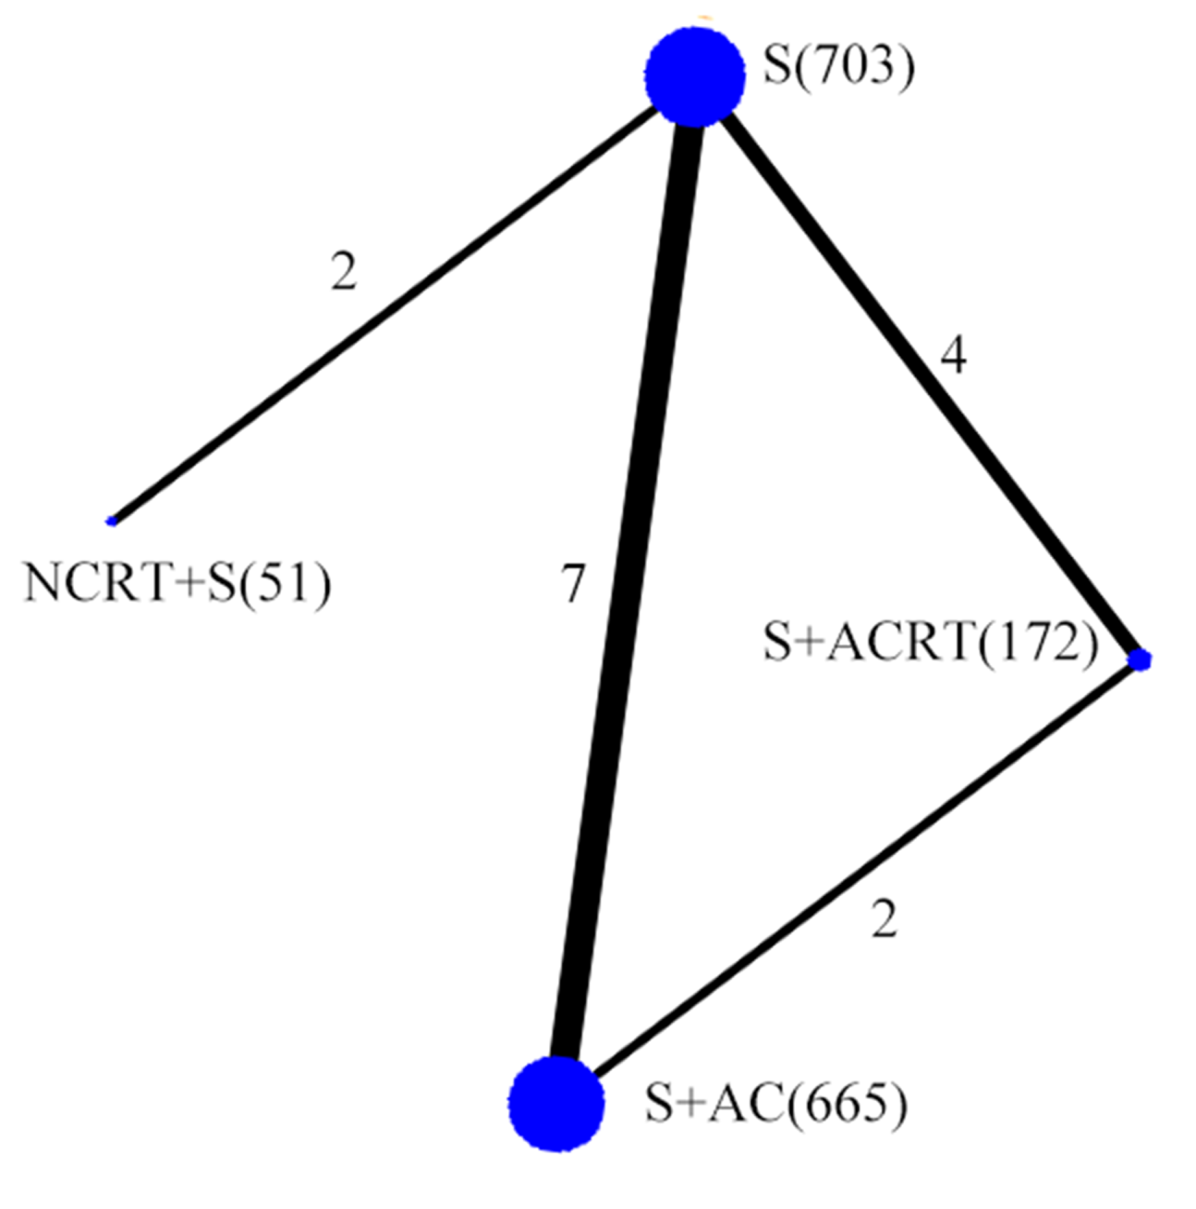 S(703)
2
4
NCRT+S(51)
7
S+ACRT(172)
2
S+AC(665)